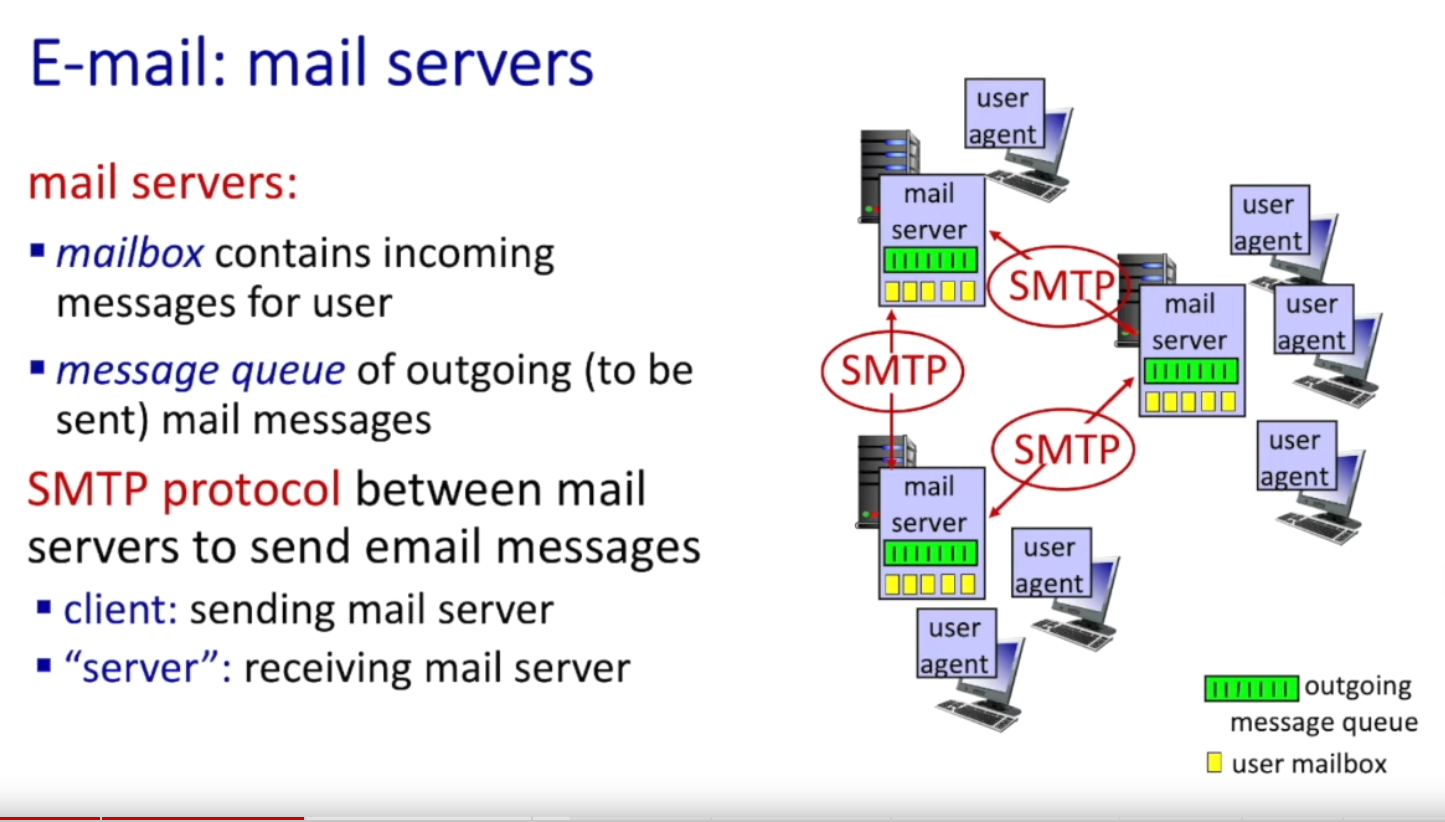 E-mail: mail servers
mail servers:
▪ mailbox contains incoming
messages for user
▪ message queue of outgoing (to be
sent) mail messages
SMTP protocol between mail
servers to send email messages
▪ client: sending mail server
▪ “server”: receiving mail server
user
agent
mail
server
SMTP
user
agent
user
agent
mail
server
SMTP
SMTP
user
agent
mail
server
user
agent
user
agent
outgoing
message queue
user mailbox